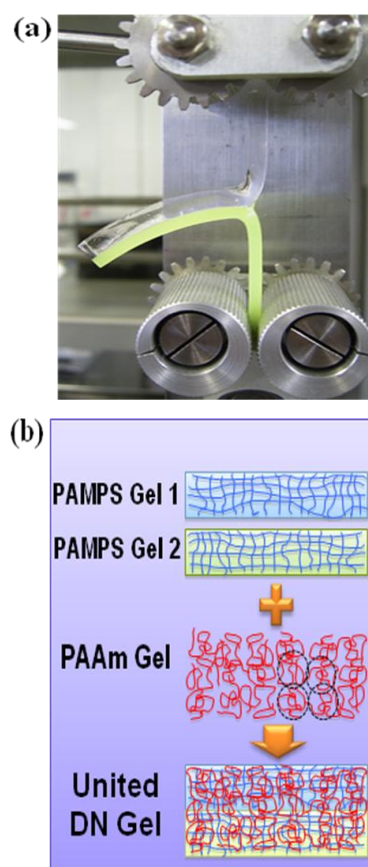 (a)
(b)
PAMPS Gel 1
PAMPS Gel 2
PAAm Gel
United
DN Gel